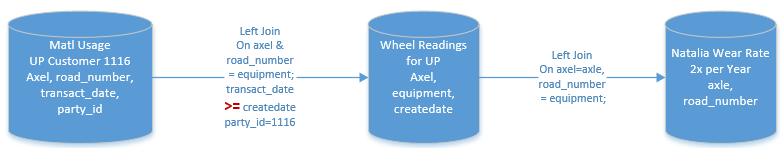 Matl Usage
UP Customer 1116
Axel, road_number,
transact_date,
party_id
Left Join
On axel &
road_number
= equipment;
transact_date
>= createdate
party_id=1116
Wheel Readings
for UP
Axel,
equipment,
createdate
Left Join
On axel=axle,
road_number
= equipment;
Natalia Wear Rate
2x per Year
axle,
road_number